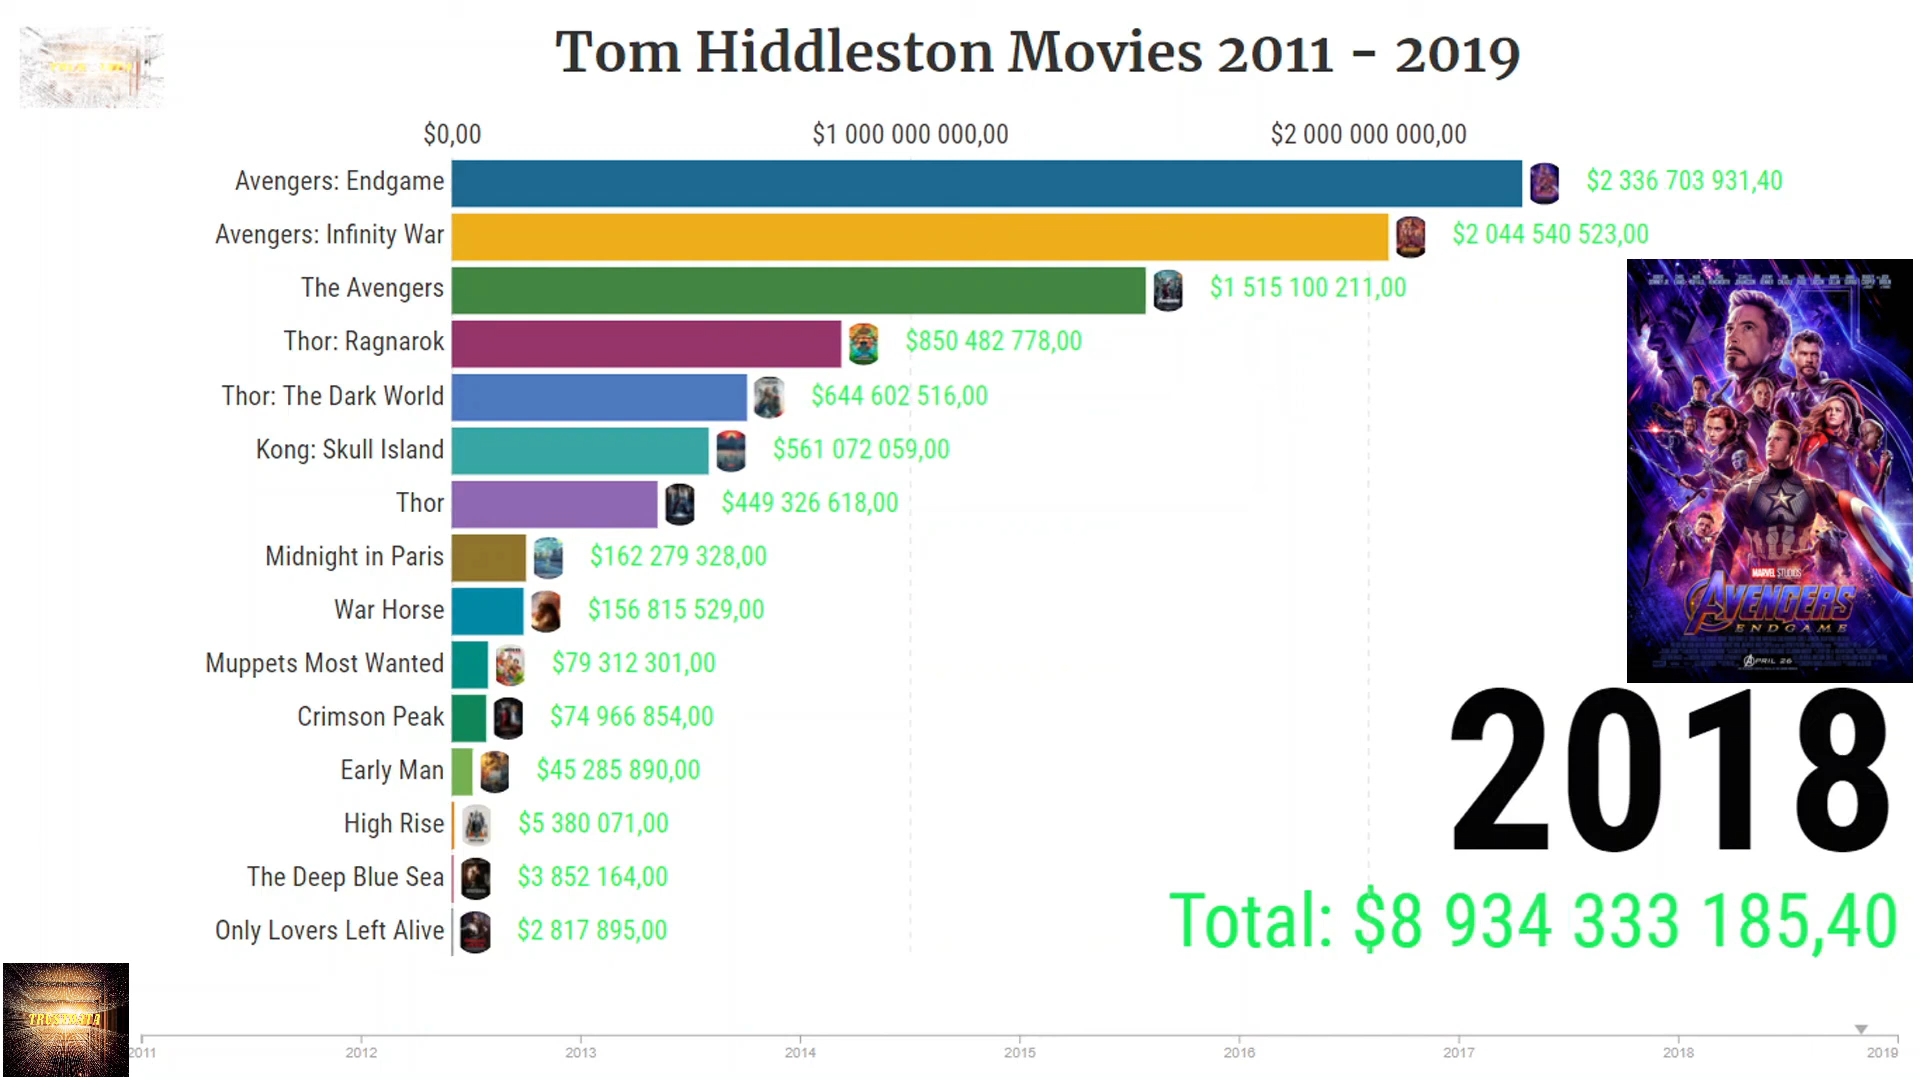 Tom Hiddleston Movies 2011 - 2019
$0,00 $1 000 000 000,00 $2 000 000 000,00
Avengers: Endgame $2 336 703 931,40
Avengers: Infinity War $2 044 540 523,00
The Avengers $1 515 100 211,00
Thor: Ragnarok $850 482 778,00
Thor: The Dark World $644 602 516,00
Kong: Skull Island $561 072 059,00
Thor $449 326 618,00
Midnight in Paris $162 279 328,00
War Horse $156 815 529,00
Muppets Most Wanted $79 312 301,00
Crimson Peak $74 966 854,00
Early Man $45 285 890,00
High Rise $5 380 071,00
The Deep Blue Sea $3 852 164,00
Only Lovers Left Alive $2 817 895,00
MARVEL STUDIOS
AVENGERS
ENDGAME
APRIL 26
2018
Total: $8 934 333 185,40
2011 2012 2013 2014 2015 2016 2017 2018 2019